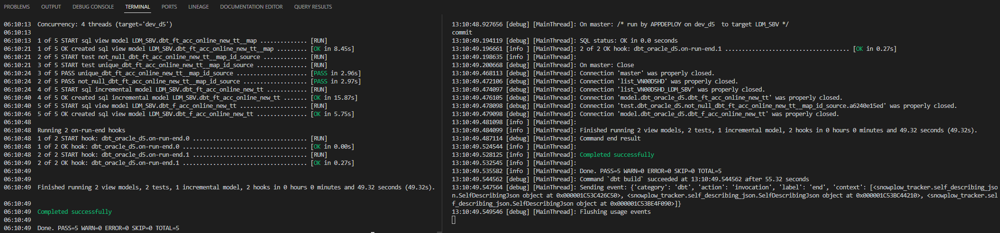 PROBLEMS OUTPUT DEBUG CONSOLE TERMINAL PORTS LINEAGE DOCUMENTATION EDITOR QUERY RESULTS
06:10:13 Concurrency: 4 threads (target='dev_d5')
06:10:13
06:10:13 1 of 5 START sql view model LDM_SBV.dbt_ft_acc_online_new_tt__map .............. [RUN]
06:10:21 1 of 5 OK created sql view model LDM_SBV.dbt_ft_acc_online_new_tt__map ......... [OK in 8.45s]
06:10:21 2 of 5 START test not_null_dbt_ft_acc_online_new_tt__map_id_source ............. [RUN]
06:10:21 3 of 5 START test unique_dbt_ft_acc_online_new_tt__map_id_source ............... [RUN]
06:10:24 3 of 5 PASS unique_dbt_ft_acc_online_new_tt__map_id_source ..................... [PASS in 2.96s]
06:10:24 2 of 5 PASS not_null_dbt_ft_acc_online_new_tt__map_id_source ................... [PASS in 2.97s]
06:10:24 4 of 5 START sql incremental model LDM_SBV.dbt_ft_acc_online_new_tt ............ [RUN]
06:10:40 4 of 5 OK created sql incremental model LDM_SBV.dbt_ft_acc_online_new_tt ....... [OK in 15.87s]
06:10:40 5 of 5 START sql view model LDM_SBV.dbt_f_acc_online_new_tt .................... [RUN]
06:10:46 5 of 5 OK created sql view model LDM_SBV.dbt_f_acc_online_new_tt ............... [OK in 5.75s]
06:10:48
06:10:48 Running 2 on-run-end hooks
06:10:48 1 of 2 START hook: dbt_oracle_d5.on-run-end.0 .................................. [RUN]
06:10:48 1 of 2 OK hook: dbt_oracle_d5.on-run-end.0 ..................................... [OK in 0.00s]
06:10:48 2 of 2 START hook: dbt_oracle_d5.on-run-end.1 .................................. [RUN]
06:10:49 2 of 2 OK hook: dbt_oracle_d5.on-run-end.1 ..................................... [OK in 0.27s]
06:10:49
06:10:49
06:10:49 Finished running 2 view models, 2 tests, 1 incremental model, 2 hooks in 0 hours 0 minutes and 49.32 seconds (49.32s).
06:10:49
06:10:49 Completed successfully
06:10:49
06:10:49 Done. PASS=5 WARN=0 ERROR=0 SKIP=0 TOTAL=5
13:10:48.927656 [debug] [MainThread]: On master: /* run by APPDEPLOY on dev_d5  to target LDM_SBV */
commit
13:10:49.194119 [debug] [MainThread]: SQL status: OK in 0.0 seconds
13:10:49.196661 [info ] [MainThread]: 2 of 2 OK hook: dbt_oracle_d5.on-run-end.1 ..................................... [OK in 0.27s]
13:10:49.198635 [info ] [MainThread]:
13:10:49.200668 [debug] [MainThread]: On master: Close
13:10:49.468113 [debug] [MainThread]: Connection 'master' was properly closed.
13:10:49.472106 [debug] [MainThread]: Connection 'list_VN00D5HD' was properly closed.
13:10:49.474097 [debug] [MainThread]: Connection 'list_VN00D5HD_LDM_SBV' was properly closed.
13:10:49.476105 [debug] [MainThread]: Connection 'model.dbt_oracle_d5.dbt_ft_acc_online_new_tt' was properly closed.
13:10:49.478098 [debug] [MainThread]: Connection 'test.dbt_oracle_d5.not_null_dbt_ft_acc_online_new_tt__map_id_source.a6240e15ed' was properly closed.
13:10:49.479098 [debug] [MainThread]: Connection 'model.dbt_oracle_d5.dbt_f_acc_online_new_tt' was properly closed.
13:10:49.481098 [info ] [MainThread]:
13:10:49.484099 [info ] [MainThread]: Finished running 2 view models, 2 tests, 1 incremental model, 2 hooks in 0 hours 0 minutes and 49.32 seconds (49.32s).
13:10:49.487114 [debug] [MainThread]: Command end result
13:10:49.524544 [info ] [MainThread]:
13:10:49.528125 [info ] [MainThread]: Completed successfully
13:10:49.532545 [info ] [MainThread]:
13:10:49.535582 [info ] [MainThread]: Done. PASS=5 WARN=0 ERROR=0 SKIP=0 TOTAL=5
13:10:49.544562 [debug] [MainThread]: Command `dbt build` succeeded at 13:10:49.544562 after 55.32 seconds
13:10:49.547564 [debug] [MainThread]: Sending event: {'category': 'dbt', 'action': 'invocation', 'label': 'end', 'context': [<snowplow_tracker.self_describing_jso
n.SelfDescribingJson object at 0x000001C53C426C50>, <snowplow_tracker.self_describing_json.SelfDescribingJson object at 0x000001C53BC44210>, <snowplow_tracker.sel
f_describing_json.SelfDescribingJson object at 0x000001C53BE4F090>]}
13:10:49.549546 [debug] [MainThread]: Flushing usage events